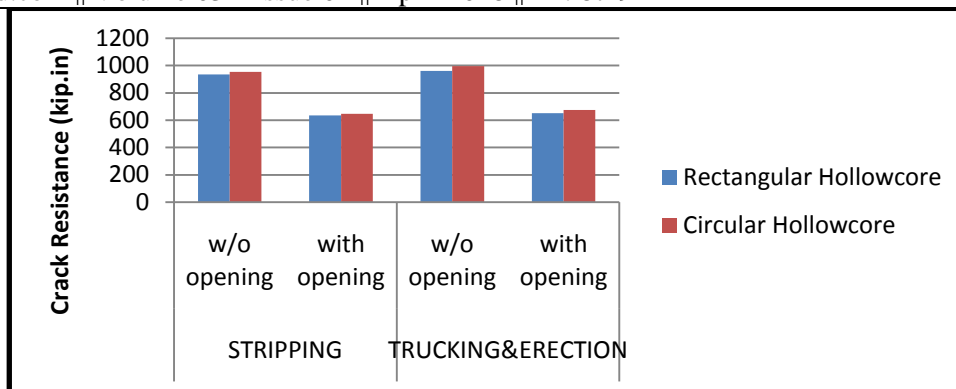 Crack Resistance (kip.in)
1200
1000
800
600
400
200
0
w/o opening
with opening
w/o opening
with opening
STRIPPING
TRUCKING&ERECTION
Rectangular Hollowcore
Circular Hollowcore